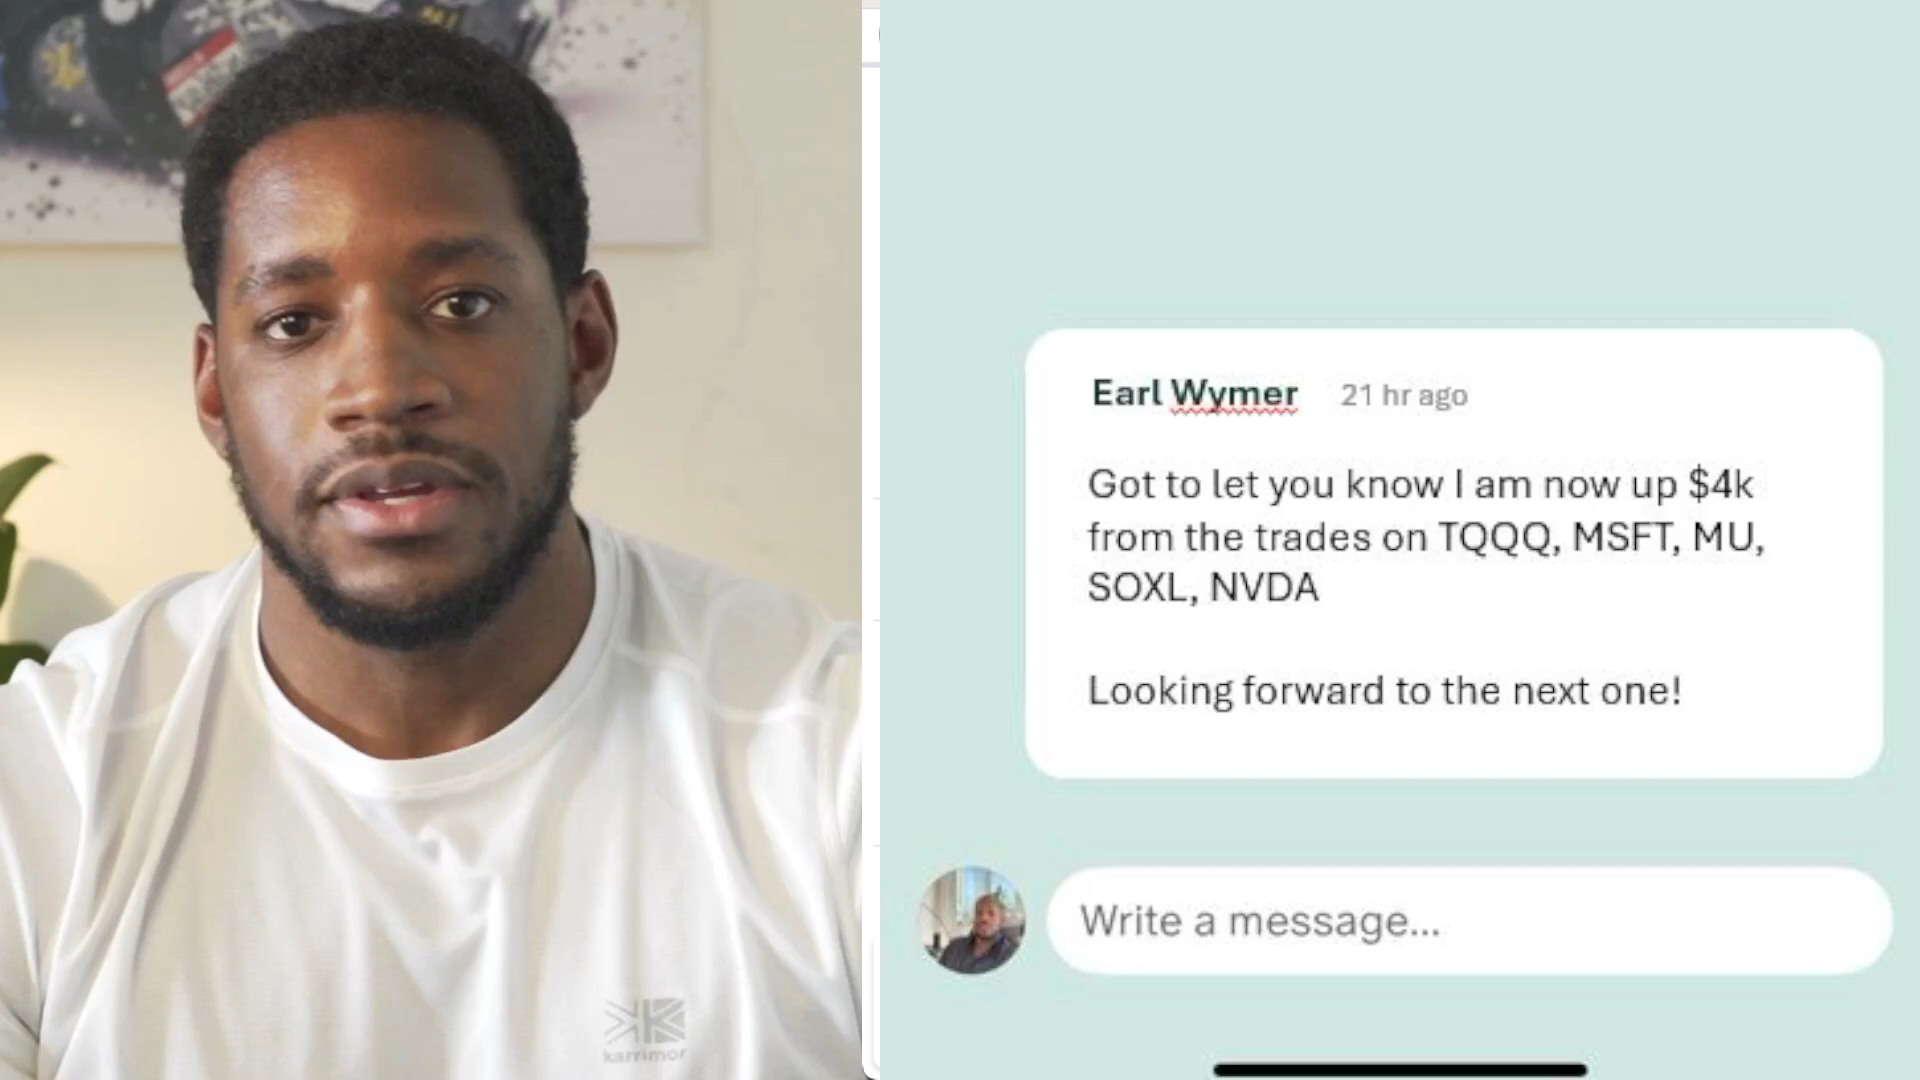 karrimor
Earl Wymer 21 hr ago
Got to let you know I am now up $4k
from the trades on TQQQ, MSFT, MU,
SOXL, NVDA
Looking forward to the next one!
Write a message...